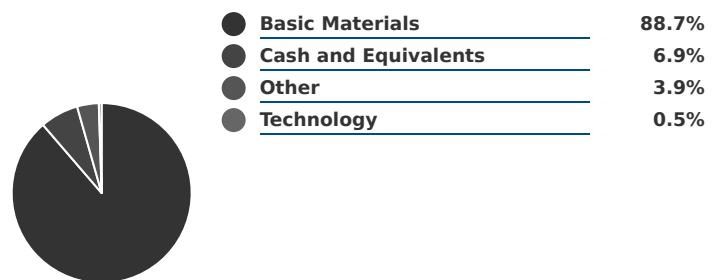 Basic Materials 88.7%
Cash and Equivalents 6.9%
Other 3.9%
Technology 0.5%